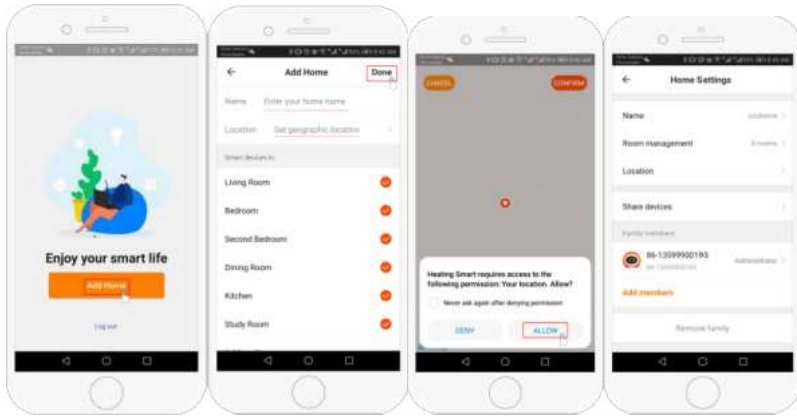 Enjoy your smart life
Add Home
Log out
Add Home
Done
Name
Enter your home name
Location
Set geographic location
Smart devices in:
Living Room
Bedroom
Second Bedroom
Dining Room
Kitchen
Study Room
CANCEL
CONFIRM
Heating Smart requires access to the
following permission: Your location. Allow?
Never ask again after denying permission
DENY
ALLOW
Home Settings
Name
Room management
Location
Share devices
Family members
86-13599900190
Administrator
Add members
Remove family